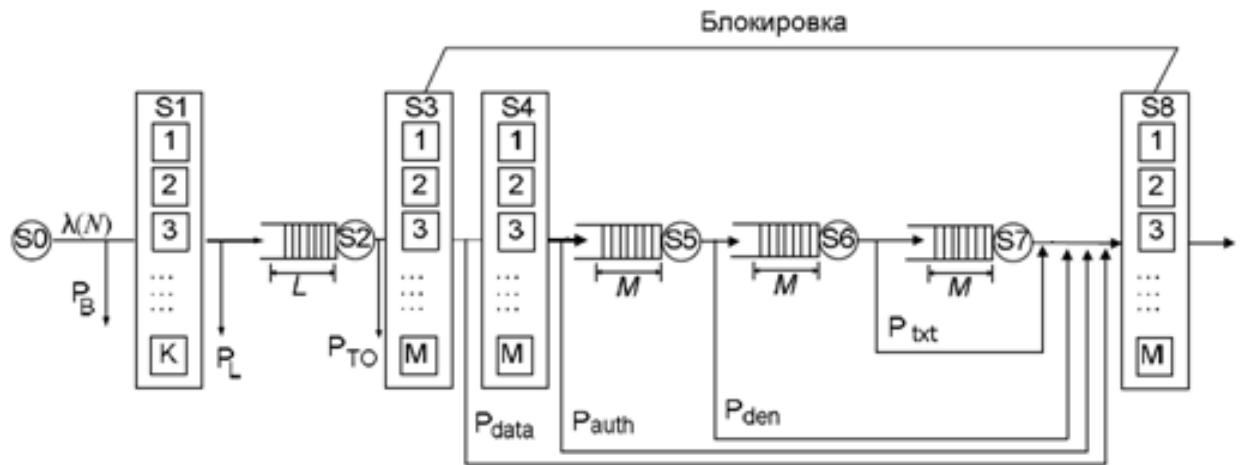 Блокировка
S1
S3
S4
S8
1
1
1
1
2
2
2
2
S0
λ(N)
3
S2
3
3
S5
S6
S7
3
L
M
M
M
...
...
...
...
...
...
...
...
...
...
...
...
P_B
K
P_L
P_TO
M
M
M
P_txt
P_data
P_auth
P_den